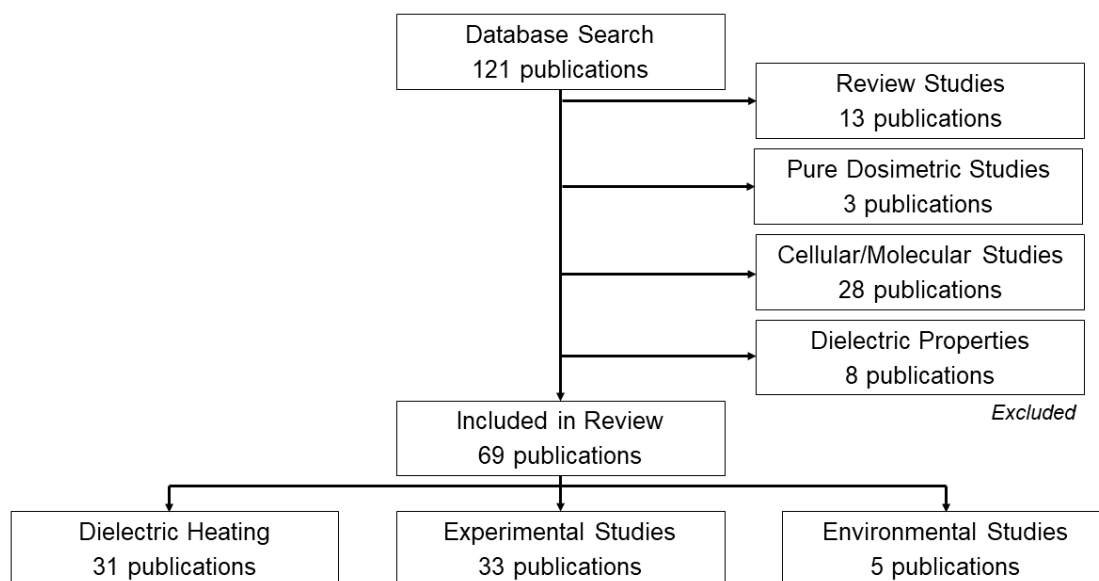 Database Search
121 publications
Review Studies
13 publications
Pure Dosimetric Studies
3 publications
Cellular/Molecular Studies
28 publications
Dielectric Properties
8 publications
Excluded
Included in Review
69 publications
Dielectric Heating
31 publications
Experimental Studies
33 publications
Environmental Studies
5 publications